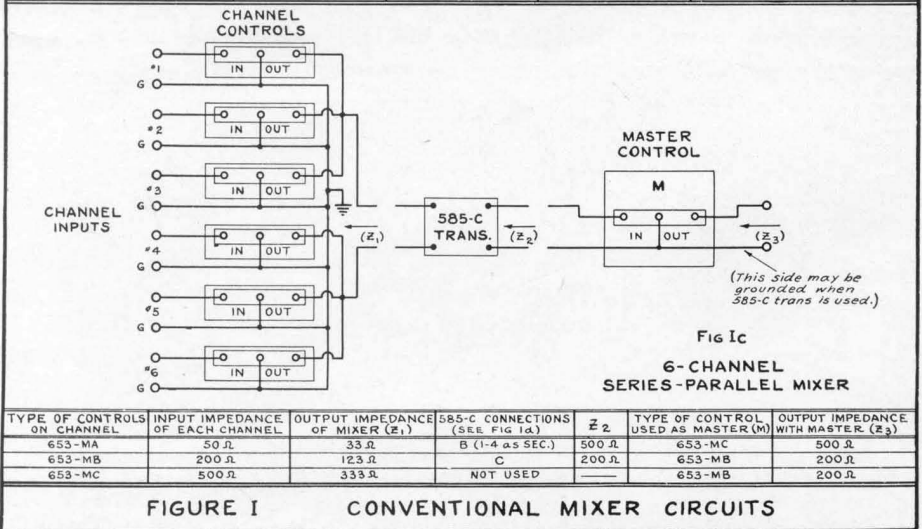 CHANNEL
CONTROLS
#1
IN OUT
G
#2
IN OUT
G
#3
IN OUT
G
CHANNEL
INPUTS
#4
IN OUT
G
#5
IN OUT
G
#6
IN OUT
G
(Z1)
585-C
TRANS.
(Z2)
MASTER
CONTROL
M
IN OUT
(Z3)
(This side may be
grounded when
585-C trans is used.)
FIG 1C
6-CHANNEL
SERIES-PARALLEL MIXER
TYPE OF CONTROLS ON CHANNEL | INPUT IMPEDANCE OF EACH CHANNEL | OUTPUT IMPEDANCE OF MIXER (Z1) | 585-C CONNECTIONS (SEE FIG 1d) | Z2 | TYPE OF CONTROL USED AS MASTER (M) | OUTPUT IMPEDANCE WITH MASTER (Z3)
653-MA | 50 Ω | 33 Ω | B (1-4 as SEC.) | 500 Ω | 653-MC | 500 Ω
653-MB | 200 Ω | 123 Ω | C | 200 Ω | 653-MB | 200 Ω
653-MC | 500 Ω | 333 Ω | NOT USED | — | 653-MB | 200 Ω
FIGURE I CONVENTIONAL MIXER CIRCUITS